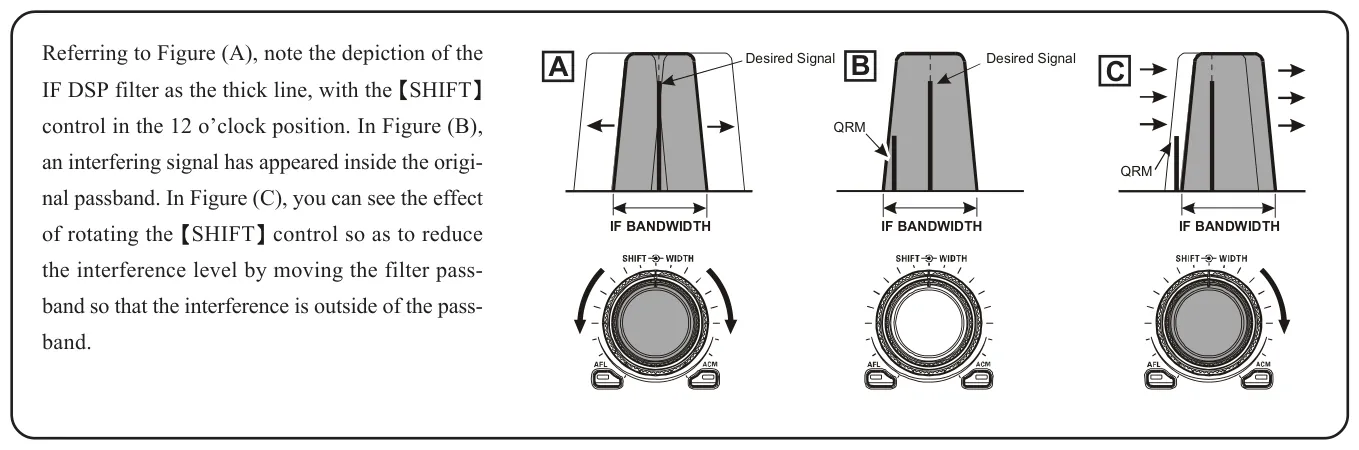 Referring to Figure (A), note the depiction of the
IF DSP filter as the thick line, with the【SHIFT】
control in the 12 o’clock position. In Figure (B),
an interfering signal has appeared inside the origi-
nal passband. In Figure (C), you can see the effect
of rotating the【SHIFT】control so as to reduce
the interference level by moving the filter pass-
band so that the interference is outside of the pass-
band.
A
Desired Signal
IF BANDWIDTH
SHIFT WIDTH
AFL
ACM
B
Desired Signal
QRM
IF BANDWIDTH
SHIFT WIDTH
AFL
ACM
C
QRM
IF BANDWIDTH
SHIFT WIDTH
AFL
ACM